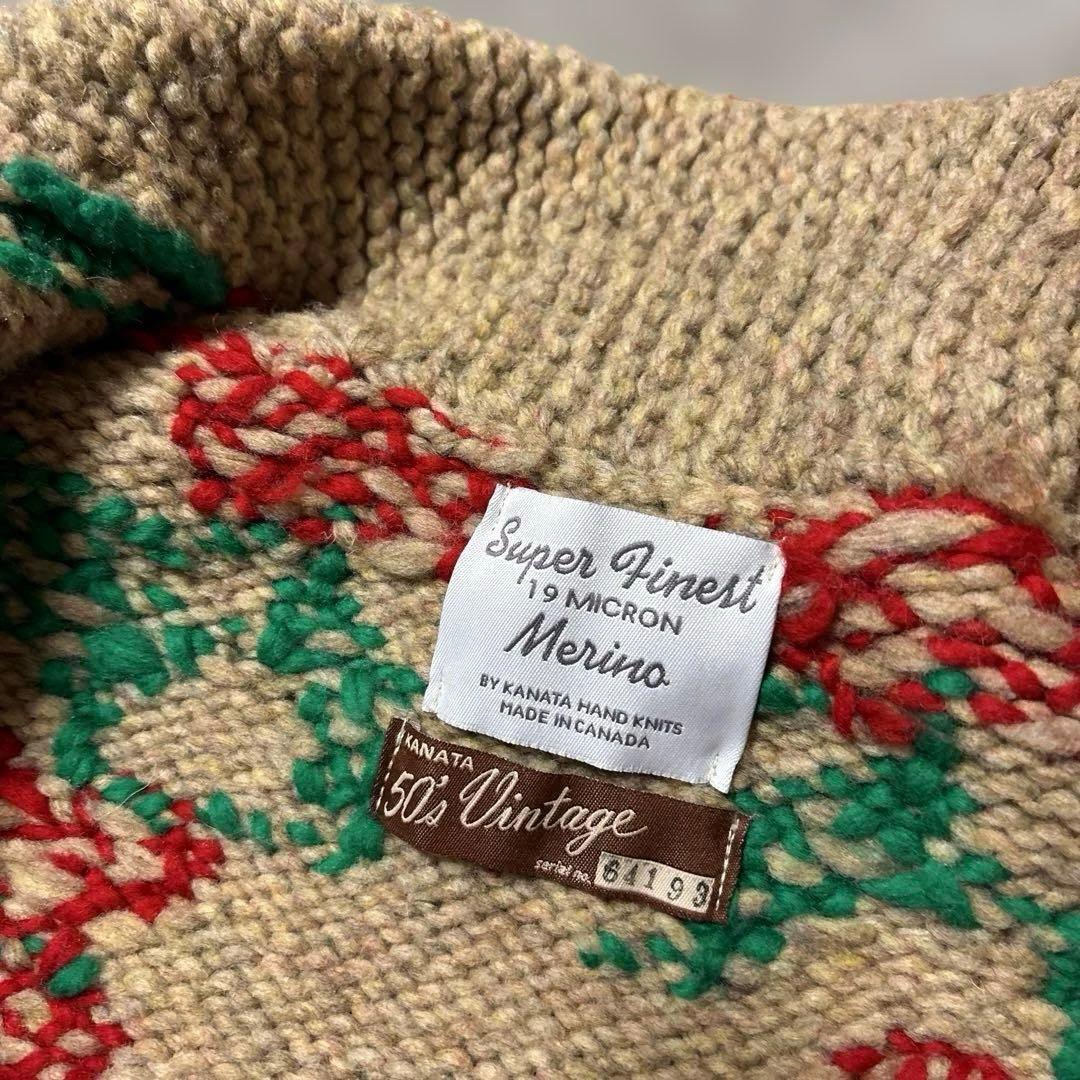 Super Finest
19 MICRON
Merino
BY KANATA HAND KNITS
MADE IN CANADA
KANATA
50's Vintage
serial no. 64193